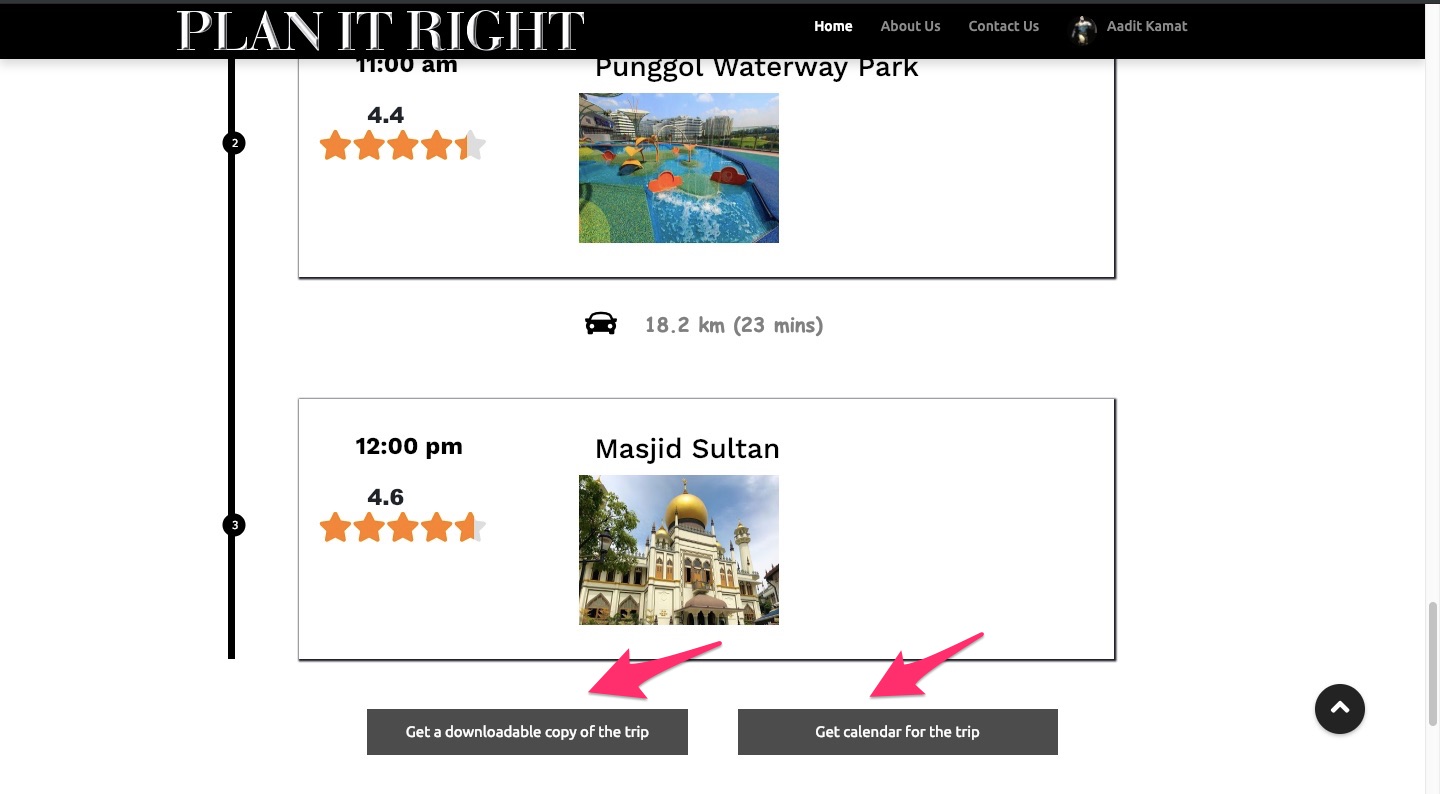 PLAN IT RIGHT
Home About Us Contact Us Aadit Kamat
11:00 am Punggol Waterway Park
4.4
2
18.2 km (23 mins)
12:00 pm Masjid Sultan
4.6
3
Get a downloadable copy of the trip Get calendar for the trip